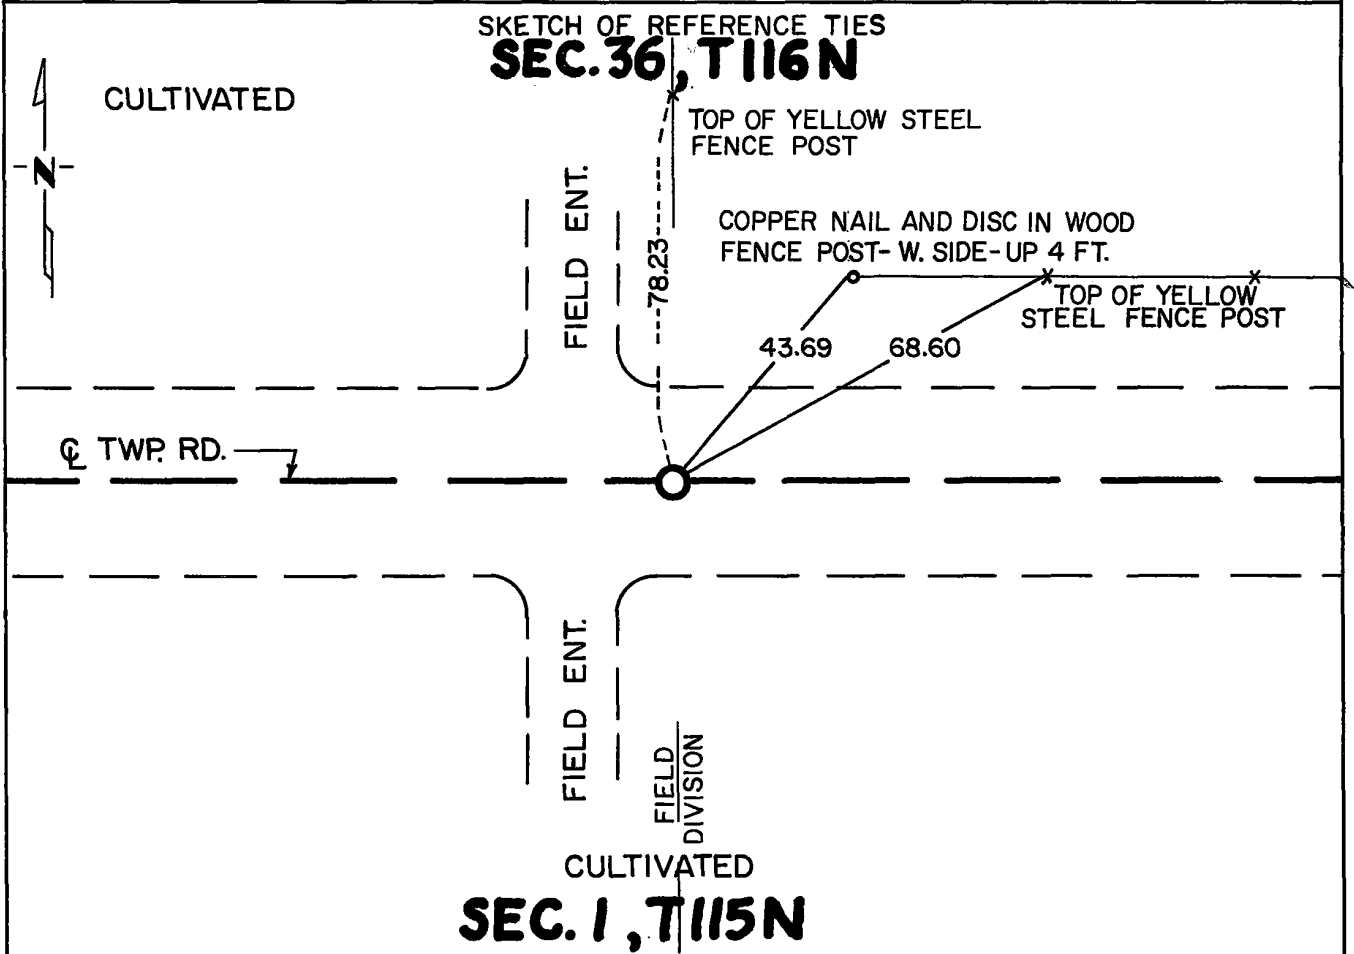 SKETCH OF REFERENCE TIES
SEC. 36, T116N
CULTIVATED
TOP OF YELLOW STEEL
FENCE POST
N
FIELD ENT.
78.23
COPPER NAIL AND DISC IN WOOD
FENCE POST - W. SIDE - UP 4 FT.
TOP OF YELLOW
STEEL FENCE POST
43.69
68.60
℄ TWP. RD.
FIELD ENT.
FIELD
DIVISION
CULTIVATED
SEC. 1, T115N